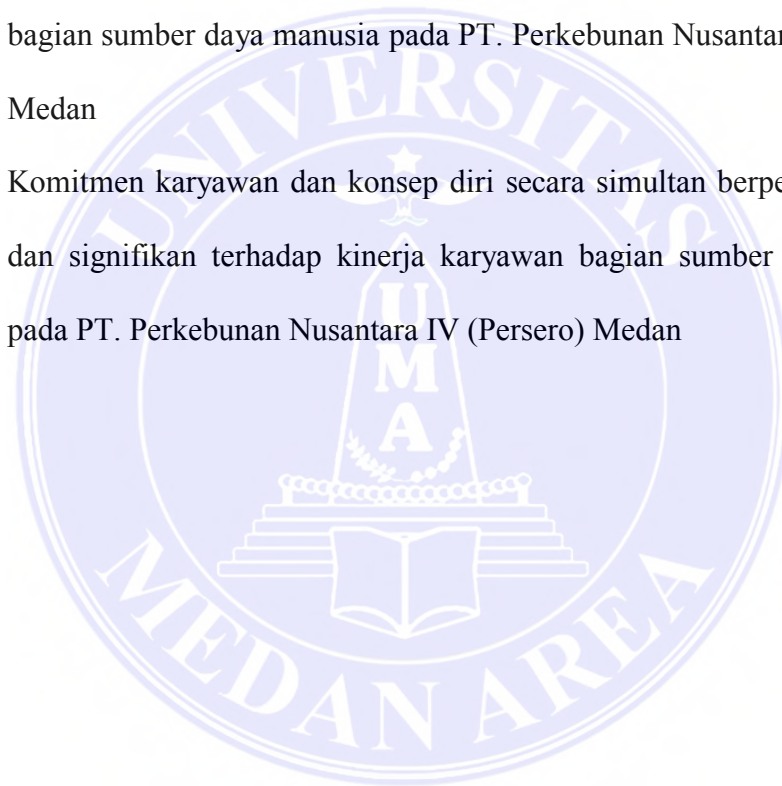 bagian sumber daya manusia pada PT. Perkebunan Nusantar
Medan
Komitmen karyawan dan konsep diri secara simultan berpe
dan signifikan terhadap kinerja karyawan bagian sumber
pada PT. Perkebunan Nusantara IV (Persero) Medan
UNIVERSITAS
U
M
A
MEDAN AREA